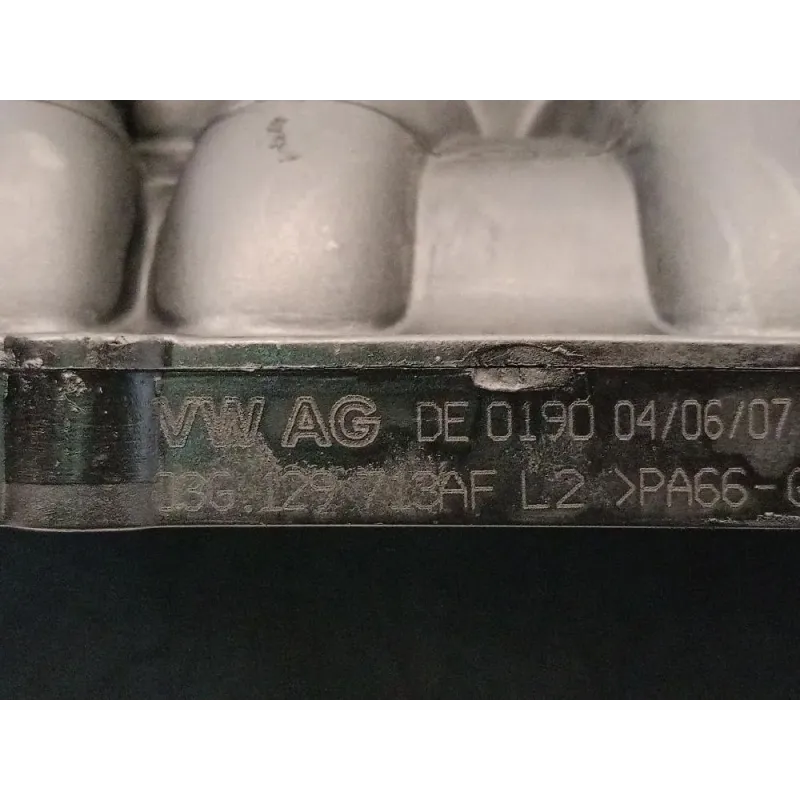 VW AG DE 0190 04/06/07
03G.129 713AF L2 >PA66-G